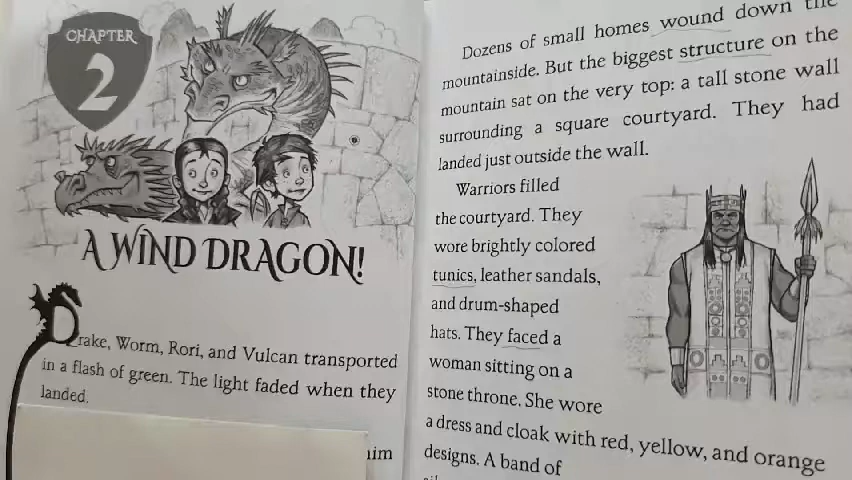 CHAPTER
2
A WIND DRAGON!
Drake, Worm, Rori, and Vulcan transported
in a flash of green. The light faded when they
landed.
him
Dozens of small homes wound down the
mountainside. But the biggest structure on the
mountain sat on the very top: a tall stone wall
surrounding a square courtyard. They had
landed just outside the wall.
Warriors filled
the courtyard. They
wore brightly colored
tunics, leather sandals,
and drum-shaped
hats. They faced a
woman sitting on a
stone throne. She wore
a dress and cloak with red, yellow, and orange
designs. A band of